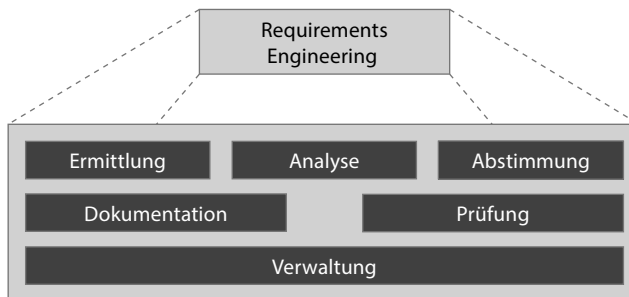 Requirements
Engineering
Ermittlung
Analyse
Abstimmung
Dokumentation
Prüfung
Verwaltung